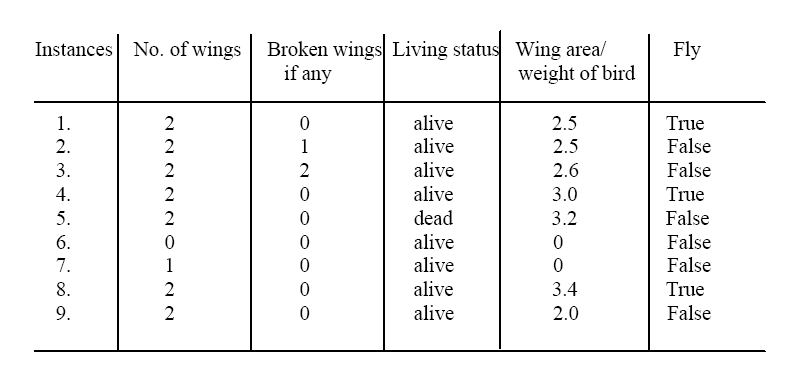 Instances No. of wings Broken wings Living status Wing area/ Fly
if any weight of bird
1. 2 0 alive 2.5 True
2. 2 1 alive 2.5 False
3. 2 2 alive 2.6 False
4. 2 0 alive 3.0 True
5. 2 0 dead 3.2 False
6. 0 0 alive 0 False
7. 1 0 alive 0 False
8. 2 0 alive 3.4 True
9. 2 0 alive 2.0 False